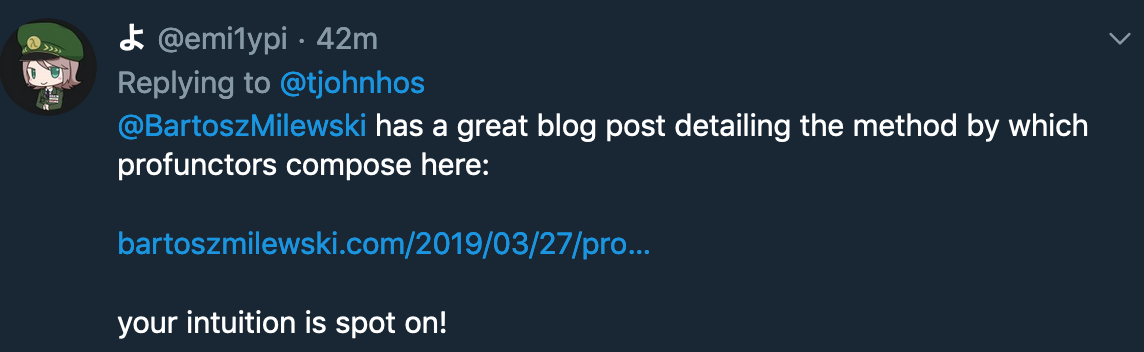 よ @emi1ypi · 42m
Replying to @tjohnhos
@BartoszMilewski has a great blog post detailing the method by which
profunctors compose here:
bartoszmilewski.com/2019/03/27/pro...
your intuition is spot on!